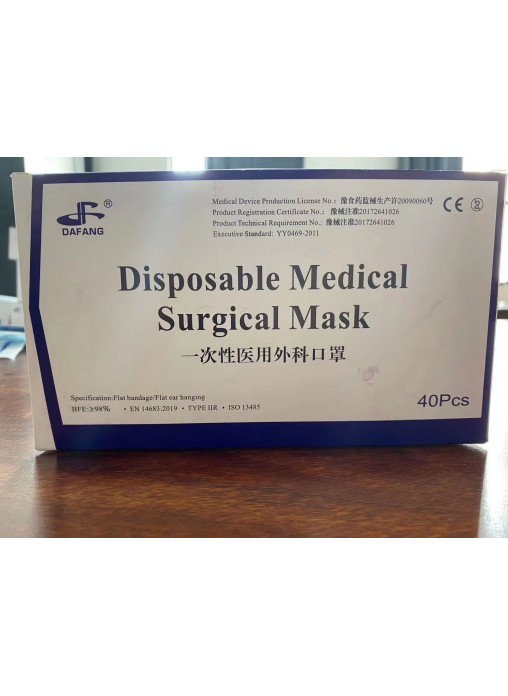 DAFANG
®
Medical Device Production License No.: 豫食药监械生产许20090060号
Product Registration Certificate No.: 豫械注准20172641026
Product Technical Requirement No.: 豫械注准20172641026
Executive Standard: YY0469-2011
CE
Disposable Medical
Surgical Mask
一次性医用外科口罩
Specification:Flat bandage/Flat ear hanging
BFE:≥98% • EN 14683:2019 • TYPE IIR • ISO 13485
40Pcs